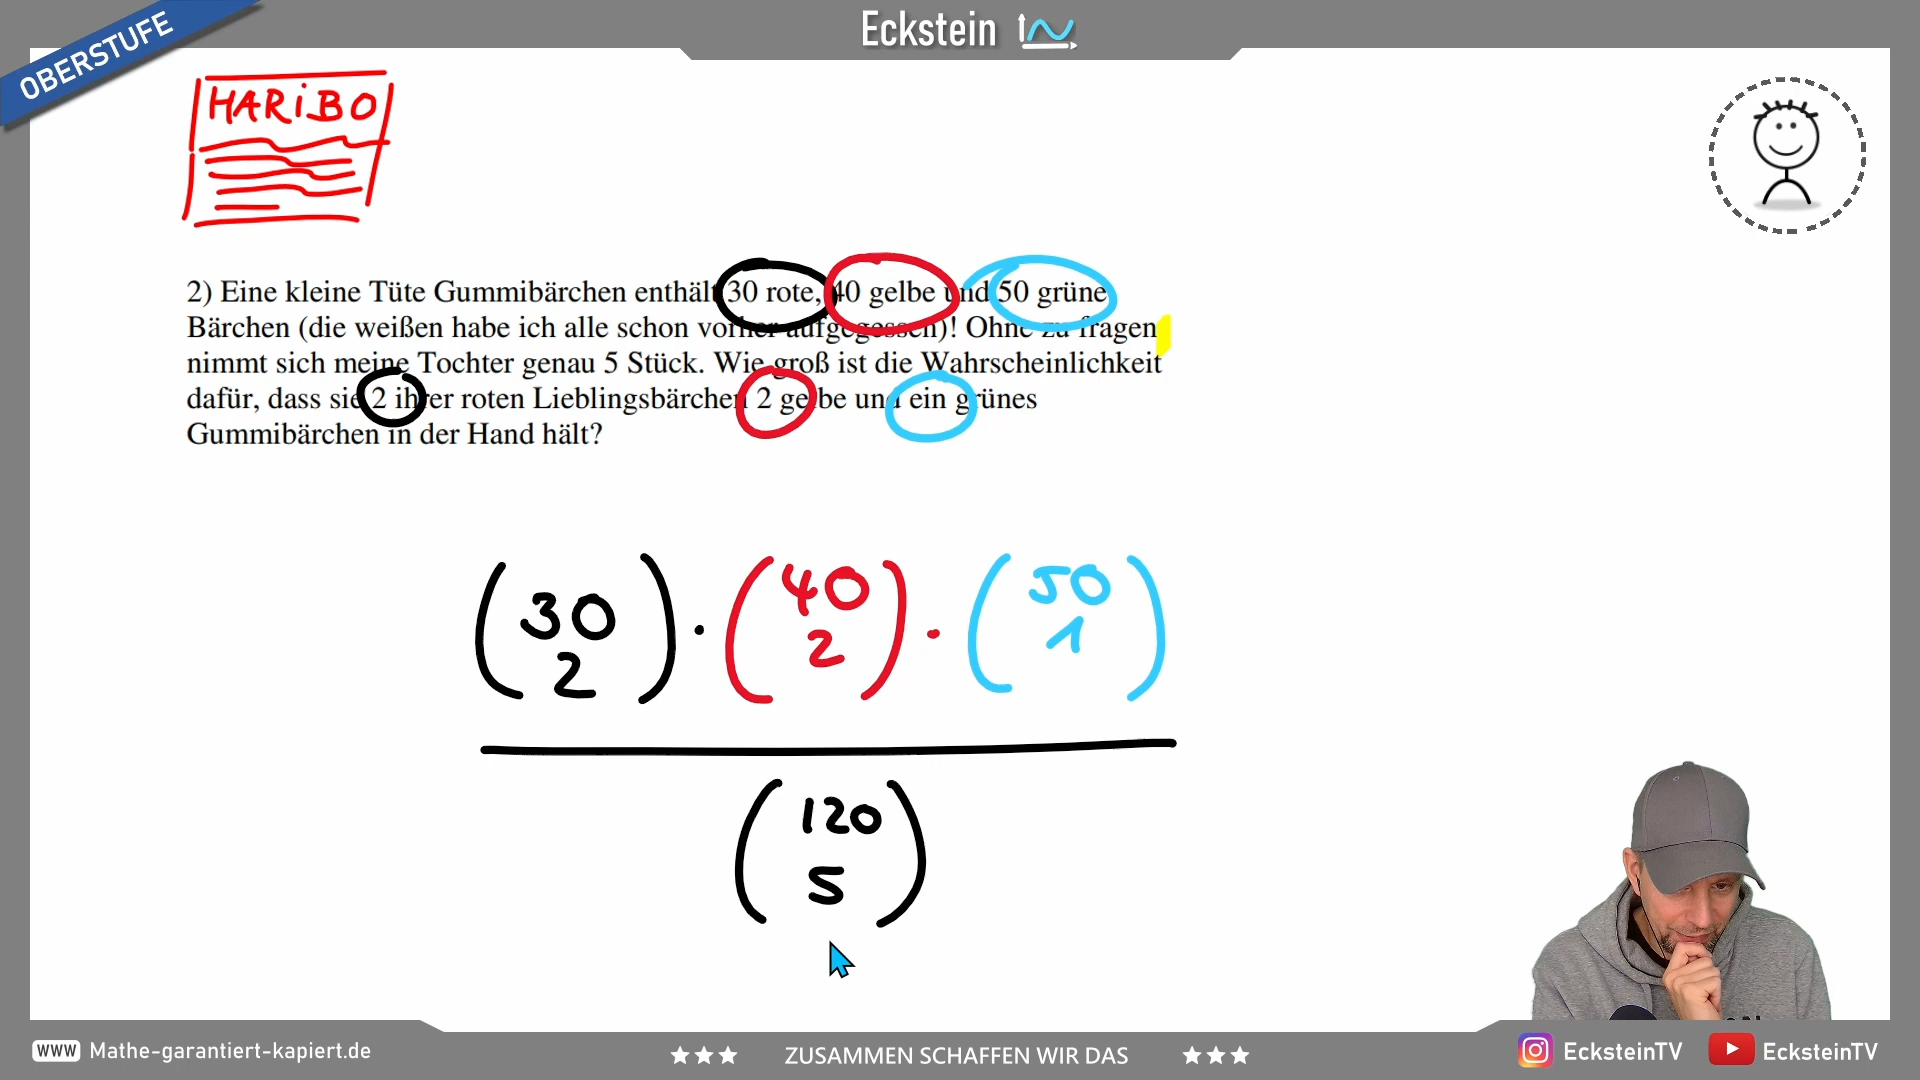 OBERSTUFE
Eckstein
HARiBO
2) Eine kleine Tüte Gummibärchen enthält 30 rote, 40 gelbe und 50 grüne
Bärchen (die weißen habe ich alle schon vorher aufgegessen)! Ohne zu fragen
nimmt sich meine Tochter genau 5 Stück. Wie groß ist die Wahrscheinlichkeit
dafür, dass sie 2 ihrer roten Lieblingsbärchen 2 gelbe und ein grünes
Gummibärchen in der Hand hält?
(30 2) · (40 2) · (50 1)
(120 5)
www Mathe-garantiert-kapiert.de
★★★ ZUSAMMEN SCHAFFEN WIR DAS ★★★
EcksteinTV
EcksteinTV